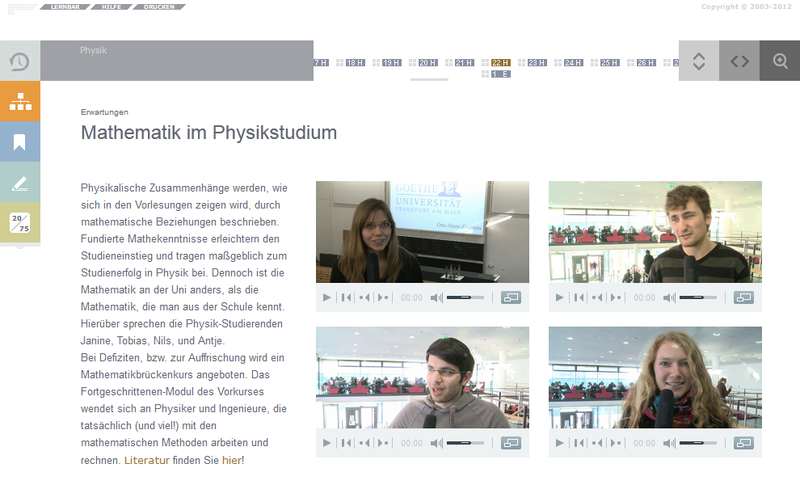 LERNBAR HILFE DRUCKEN
Copyright © 2003-2012
Physik
7 H 18 H 19 H 20 H 21 H 22 H 23 H 24 H 25 H 26 H
1 E
20/75
Erwartungen
Mathematik im Physikstudium
Physikalische Zusammenhänge werden, wie
sich in den Vorlesungen zeigen wird, durch
mathematische Beziehungen beschrieben.
Fundierte Mathekenntnisse erleichtern den
Studieneinstieg und tragen maßgeblich zum
Studienerfolg in Physik bei. Dennoch ist die
Mathematik an der Uni anders, als die
Mathematik, die man aus der Schule kennt.
Hierüber sprechen die Physik-Studierenden
Janine, Tobias, Nils, und Antje.
Bei Defiziten, bzw. zur Auffrischung wird ein
Mathematikbrückenkurs angeboten. Das
Fortgeschrittenen-Modul des Vorkurses
wendet sich an Physiker und Ingenieure, die
tatsächlich (und viel!) mit den
mathematischen Methoden arbeiten und
rechnen. Literatur finden Sie hier!
GOETHE
UNIVERSITÄT
FRANKFURT AM MAIN
00:00
00:00
00:00
00:00